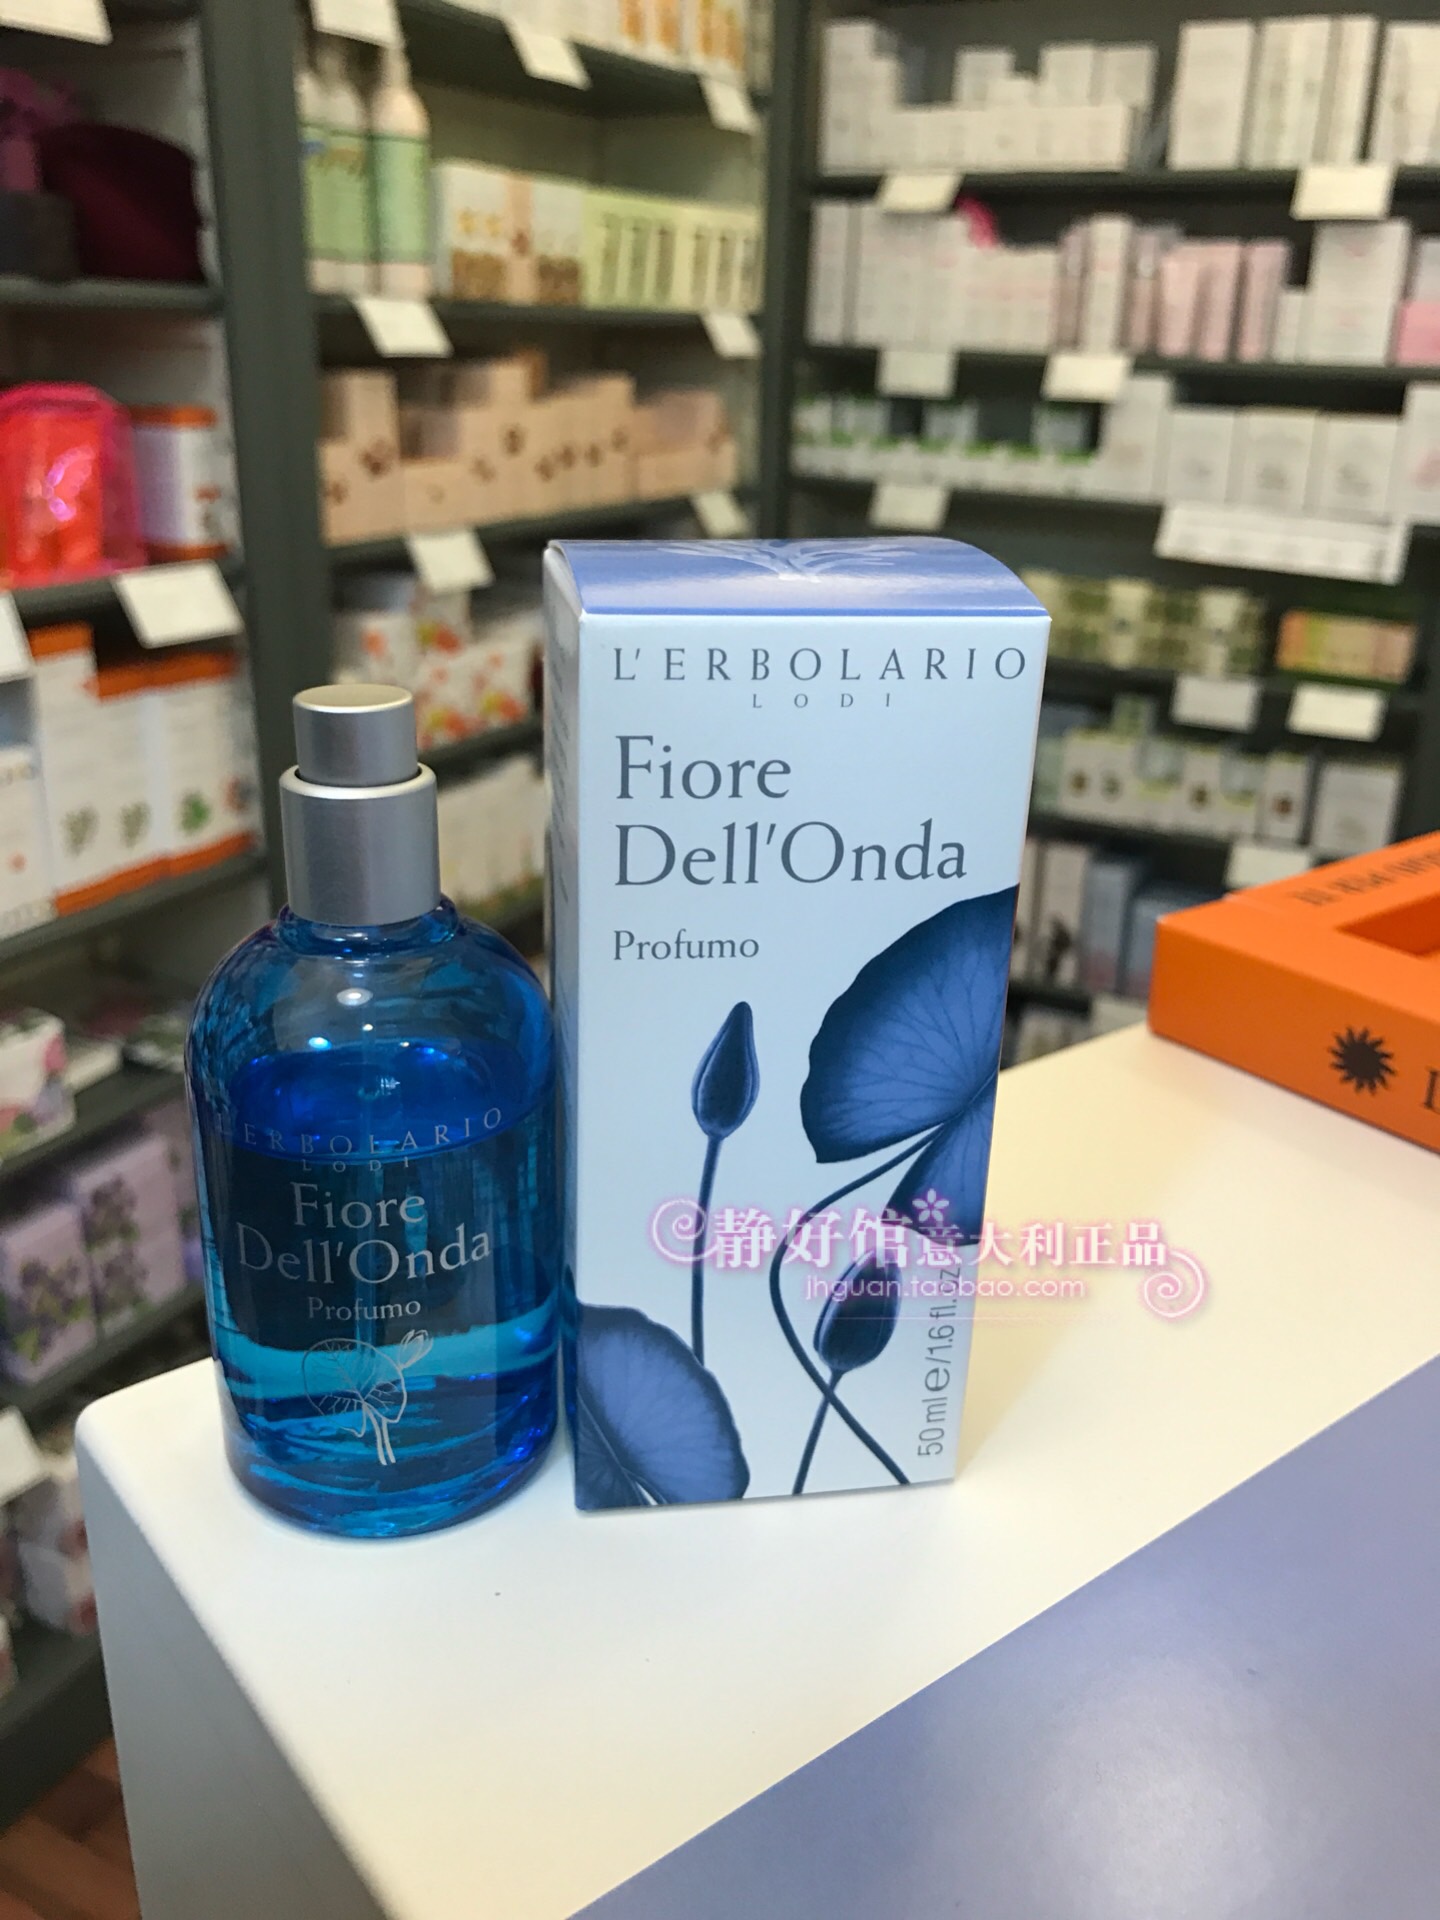 L'ERBOLARIO
LODI
Fiore
Dell'Onda
Profumo
50 ml e/1.6 fl.oz
ERBOLARIO
LODI
Fiore
Dell'Onda
Profumo
静好馆意大利正品
jhguan.taobao.com